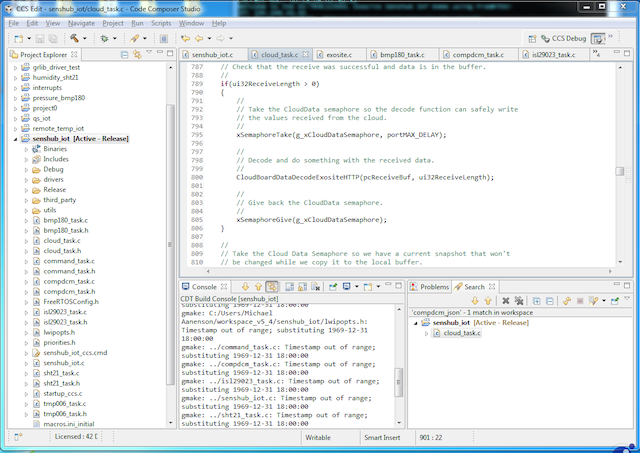 CCS Edit - senshub_iot/cloud_task.c - Code Composer Studio
File Edit View Navigate Project Run Scripts Window Help
CCS Debug
Project Explorer
grlib_driver_test
humidity_sht21
interrupts
pressure_bmp180
project0
qs_iot
remote_temp_iot
senshub_iot [Active - Release]
Binaries
Includes
Debug
drivers
Release
third_party
utils
bmp180_task.c
bmp180_task.h
cloud_task.c
cloud_task.h
command_task.c
command_task.h
compdcm_task.c
compdcm_task.h
FreeRTOSConfig.h
isl29023_task.c
isl29023_task.h
lwipopts.h
priorities.h
senshub_iot_ccs.cmd
senshub_iot.c
sht21_task.c
sht21_task.h
startup_ccs.c
tmp006_task.c
tmp006_task.h
macros.ini_initial
senshub_iot.c cloud_task.c exosite.c bmp180_task.c compdcm_task.c isl29023_task.c
787 // Check that the receive was successful and data is in the buffer.
788 //
789 if(ui32ReceiveLength > 0)
790 {
791 //
792 // Take the CloudData semaphore so the decode function can safely write
793 // the values received from the cloud.
794 //
795 xSemaphoreTake(g_xCloudDataSemaphore, portMAX_DELAY);
796
797 //
798 // Decode and do something with the received data.
799 //
800 CloudBoardDataDecodeExositeHTTP(pcReceiveBuf, ui32ReceiveLength);
801
802 //
803 // Give back the CloudData semaphore.
804 //
805 xSemaphoreGive(g_xCloudDataSemaphore);
806 }
807
808 //
809 // Take the Cloud Data Semaphore so we have a current snapshot that won't
810 // be changed while we copy it to the local buffer.
811 //
Console
CDT Build Console [senshub_iot]
gmake: C:/Users/Michael
Aanenson/workspace_v5_4/senshub_iot/lwipopts.h:
Timestamp out of range; substituting 1969-12-31
18:00:00
gmake: ../command_task.c: Timestamp out of range;
substituting 1969-12-31 18:00:00
gmake: ../compdcm_task.c: Timestamp out of range;
substituting 1969-12-31 18:00:00
gmake: ../isl29023_task.c: Timestamp out of range;
substituting 1969-12-31 18:00:00
gmake: ../senshub_iot.c: Timestamp out of range;
substituting 1969-12-31 18:00:00
gmake: ../sht21_task.c: Timestamp out of range;
substituting 1969-12-31 18:00:00
Problems Search
'compdcm_json' - 1 match in workspace
senshub_iot [Active - Release]
cloud_task.c
Licensed : 42 D
Writable
Smart Insert
901 : 22